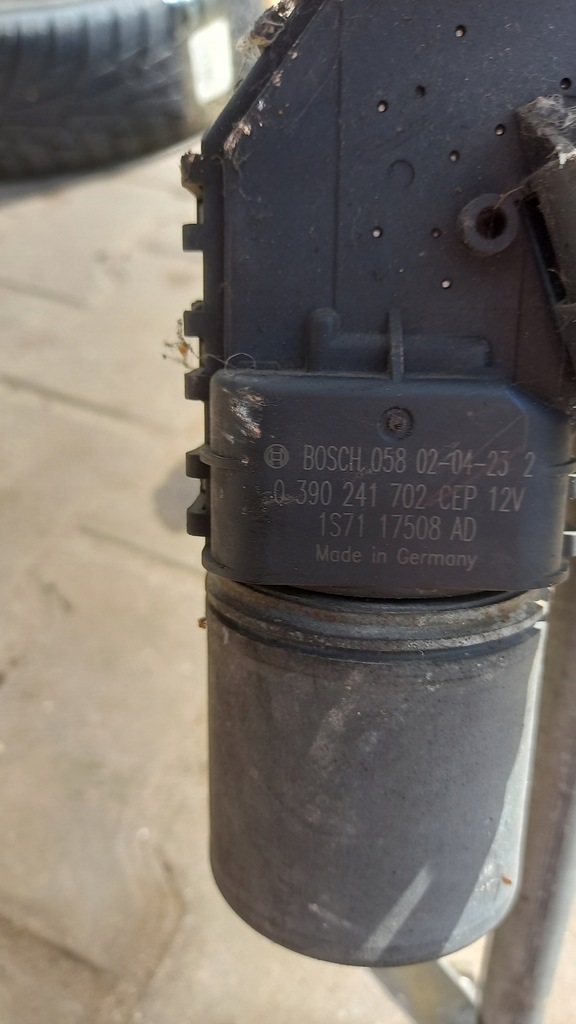 BOSCH 058 02-04-23 2
0 390 241 702 CEP 12V
1S71 17508 AD
Made in Germany